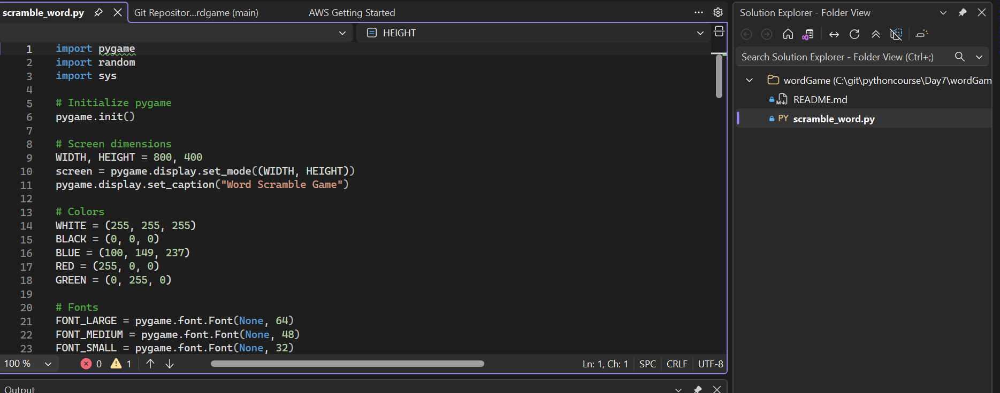 scramble_word.py
Git Repositor...rdgame (main)
AWS Getting Started
HEIGHT
1 import pygame
2 import random
3 import sys
4
5 # Initialize pygame
6 pygame.init()
7
8 # Screen dimensions
9 WIDTH, HEIGHT = 800, 400
10 screen = pygame.display.set_mode((WIDTH, HEIGHT))
11 pygame.display.set_caption("Word Scramble Game")
12
13 # Colors
14 WHITE = (255, 255, 255)
15 BLACK = (0, 0, 0)
16 BLUE = (100, 149, 237)
17 RED = (255, 0, 0)
18 GREEN = (0, 255, 0)
19
20 # Fonts
21 FONT_LARGE = pygame.font.Font(None, 64)
22 FONT_MEDIUM = pygame.font.Font(None, 48)
23 FONT_SMALL = pygame.font.Font(None, 32)
100 % 0 1 Ln: 1, Ch: 1 SPC CRLF UTF-8
Output
Solution Explorer - Folder View
Search Solution Explorer - Folder View (Ctrl+;)
wordGame (C:\git\pythoncourse\Day7\wordGam
M README.md
PY scramble_word.py